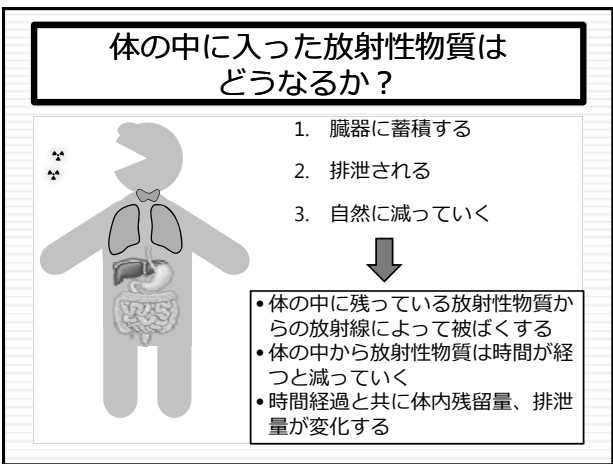 体の中に入った放射性物質は
どうなるか？
1. 臓器に蓄積する
2. 排泄される
3. 自然に減っていく
•体の中に残っている放射性物質か
らの放射線によって被ばくする
•体の中から放射性物質は時間が経
つと減っていく
•時間経過と共に体内残留量、排泄
量が変化する